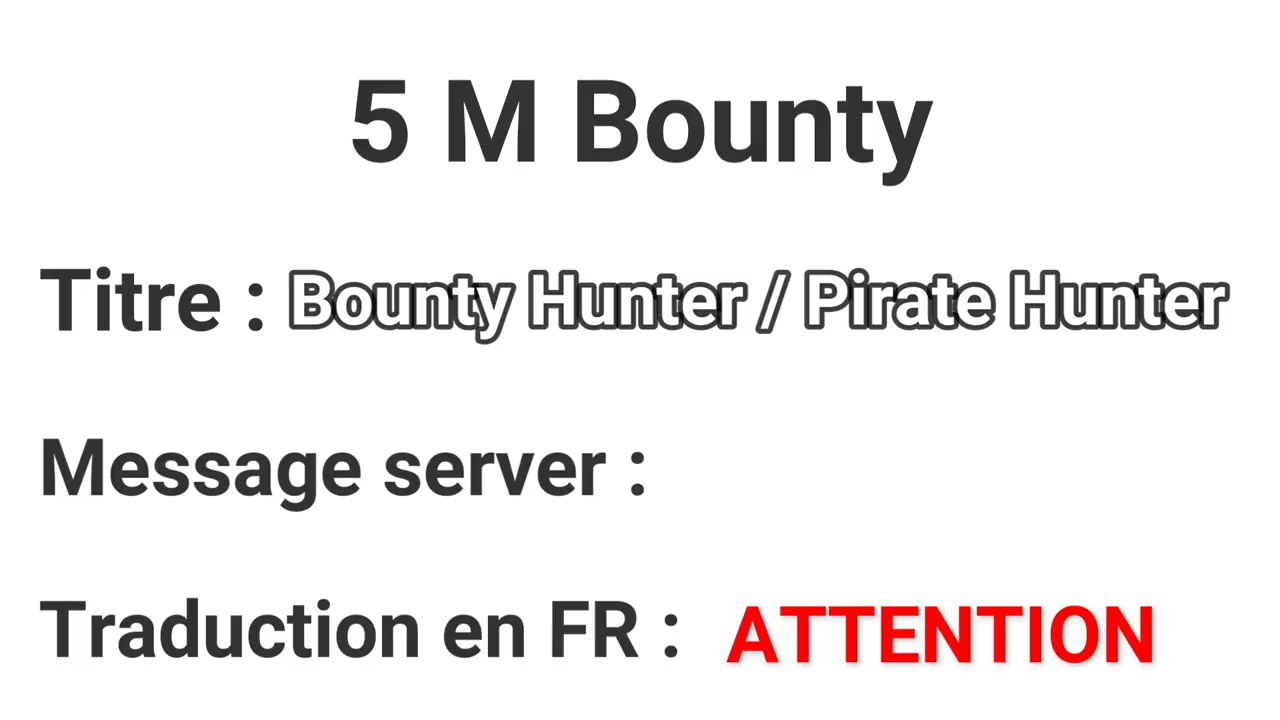 5 M Bounty
Titre : Bounty Hunter / Pirate Hunter
Message server :
Traduction en FR : ATTENTION